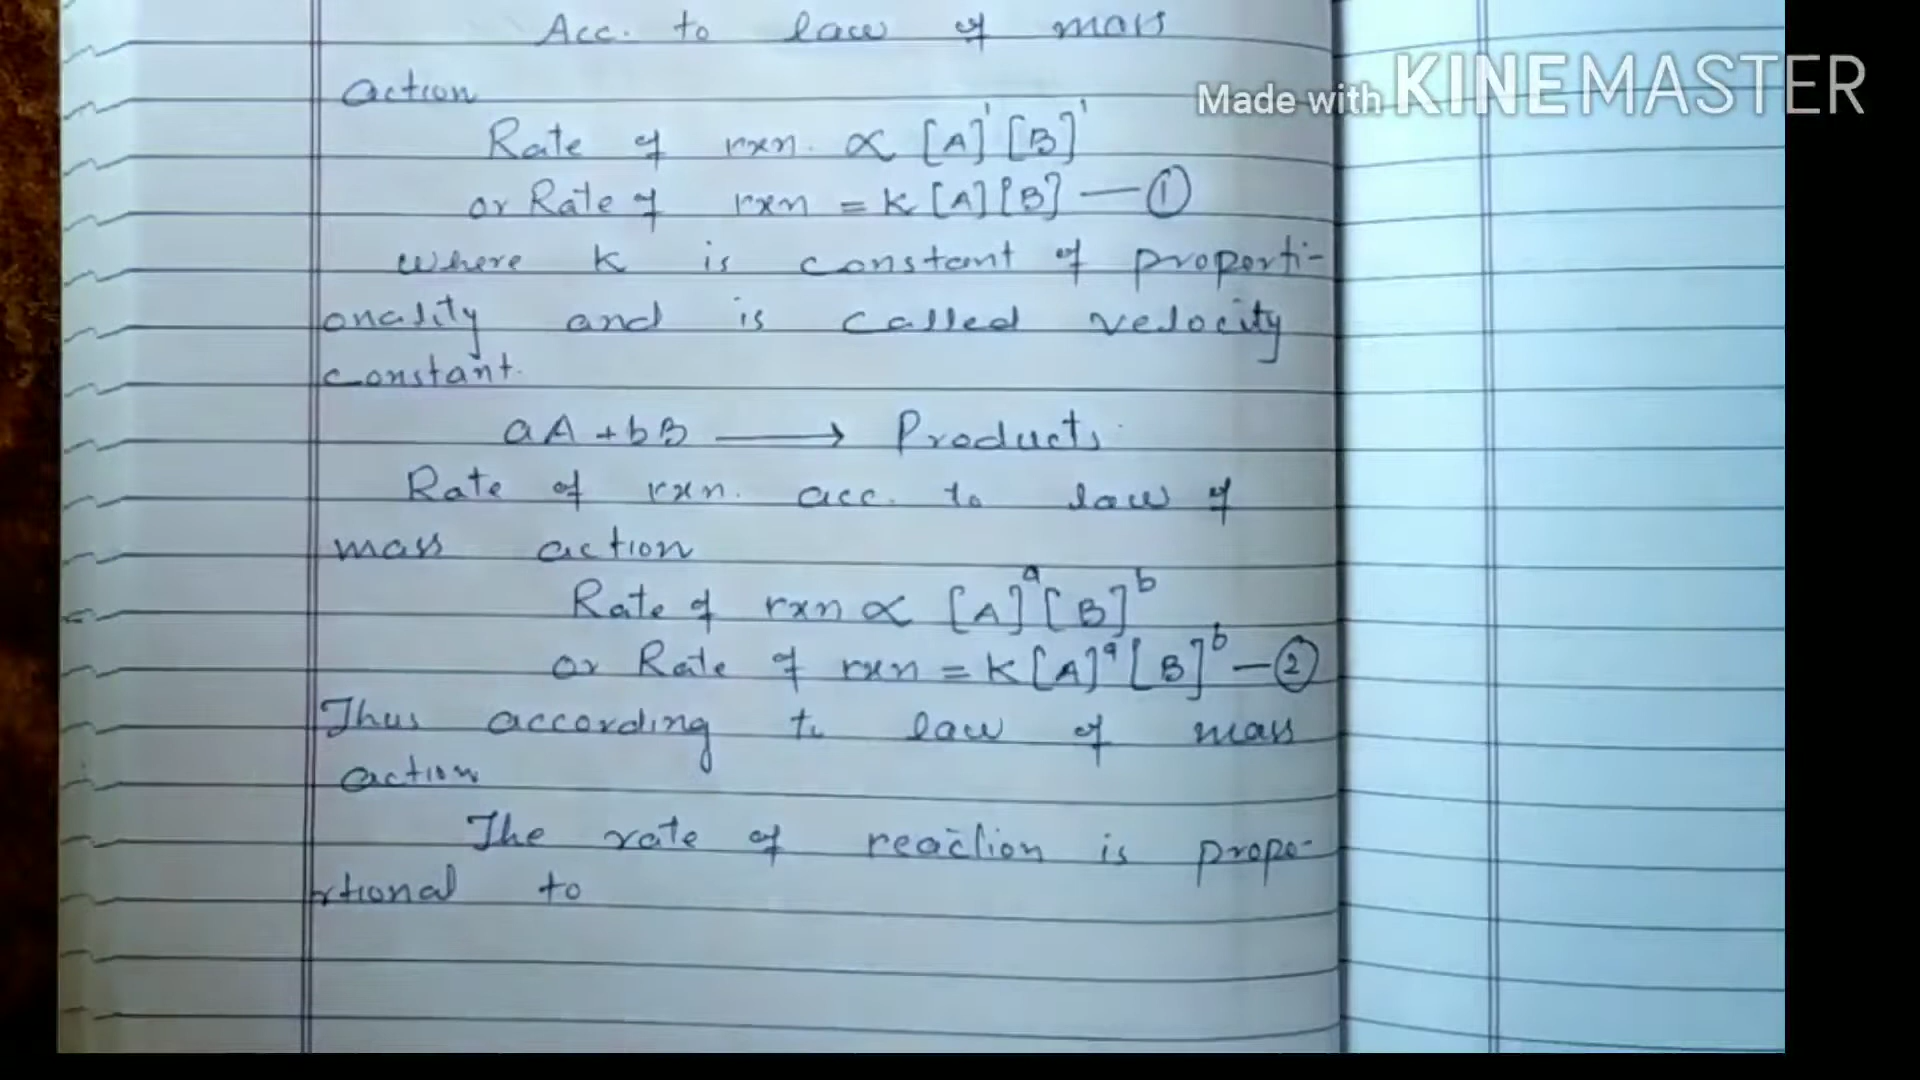 Acc. to law of mass
Made with KINEMASTER
action
Rate of rxn. ∝ [A]¹ [B]¹
or Rate of rxn = K [A] [B] — ①
where K is constant of proporti-
onality and is called velocity
constant.
aA + bB ⟶ Products.
Rate of rxn. acc. to law of
mass action
Rate of rxn ∝ [A]ᵃ [B]ᵇ
or Rate of rxn = K [A]ᵃ [B]ᵇ — ②
Thus according to law of mass
action
The rate of reaction is propo-
rtional to